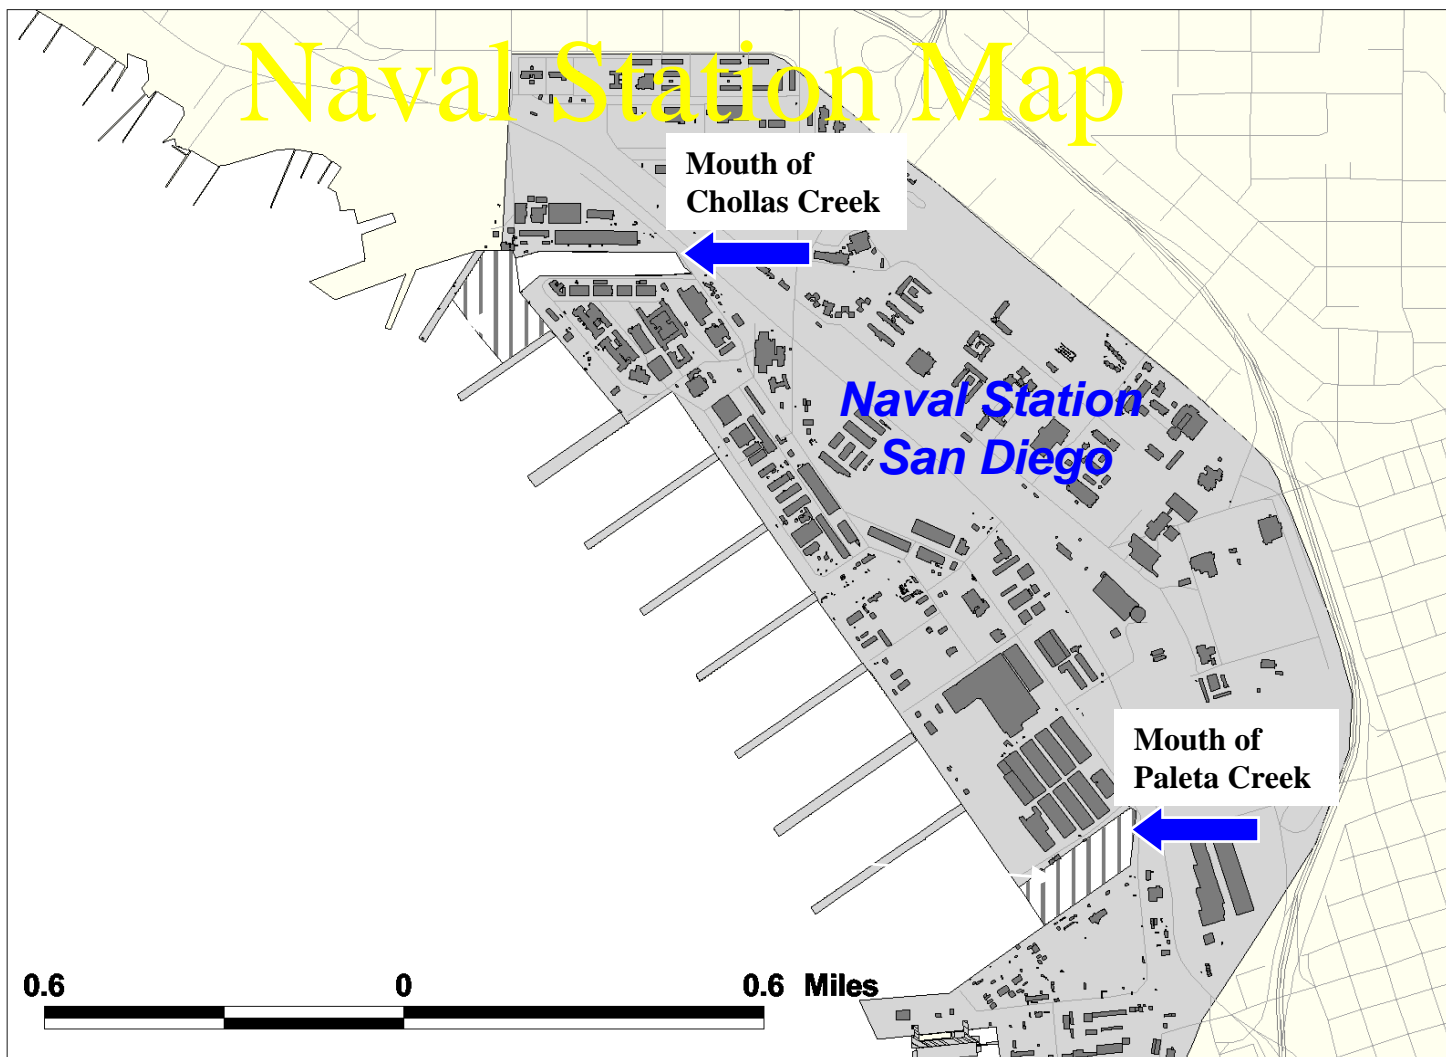 Naval Station Map
Mouth of
Chollas Creek
Naval Station
San Diego
Mouth of
Paleta Creek
0.6 0 0.6 Miles